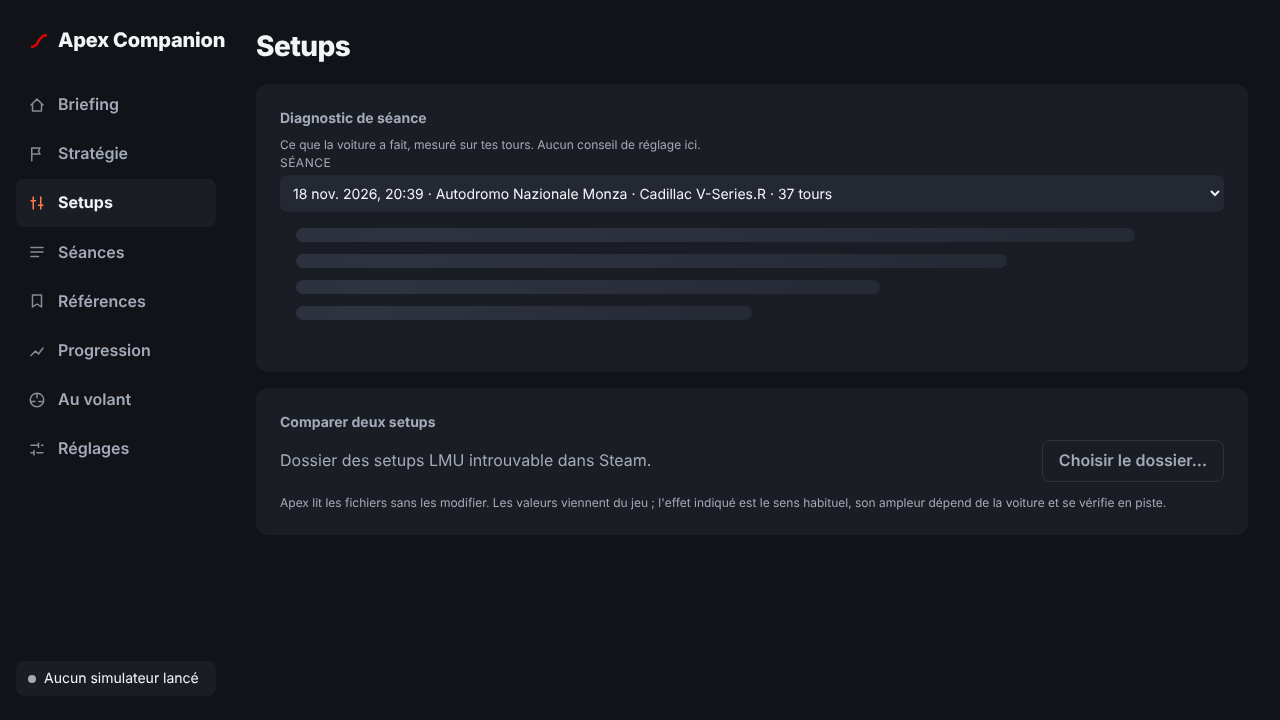 Apex Companion
Briefing
Stratégie
Setups
Séances
Références
Progression
Au volant
Réglages
Aucun simulateur lancé
Setups
Diagnostic de séance
Ce que la voiture a fait, mesuré sur tes tours. Aucun conseil de réglage ici.
SÉANCE
18 nov. 2026, 20:39 · Autodromo Nazionale Monza · Cadillac V-Series.R · 37 tours
Comparer deux setups
Dossier des setups LMU introuvable dans Steam.
Choisir le dossier...
Apex lit les fichiers sans les modifier. Les valeurs viennent du jeu ; l'effet indiqué est le sens habituel, son ampleur dépend de la voiture et se vérifie en piste.